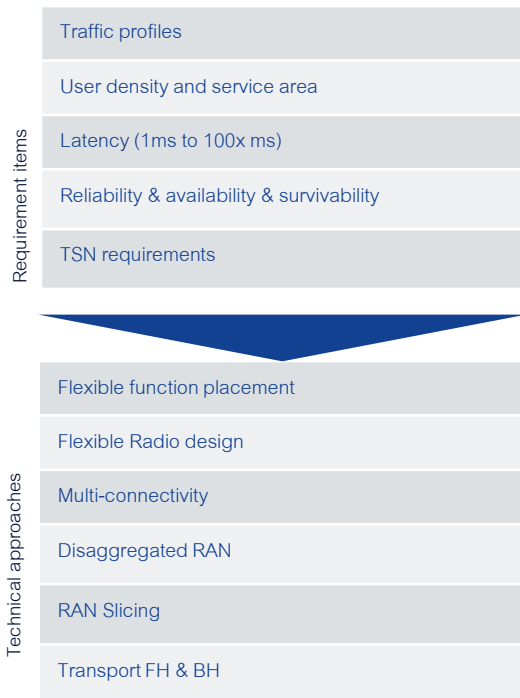 Requirement items
Traffic profiles
User density and service area
Latency (1ms to 100x ms)
Reliability & availability & survivability
TSN requirements
Technical approaches
Flexible function placement
Flexible Radio design
Multi-connectivity
Disaggregated RAN
RAN Slicing
Transport FH & BH